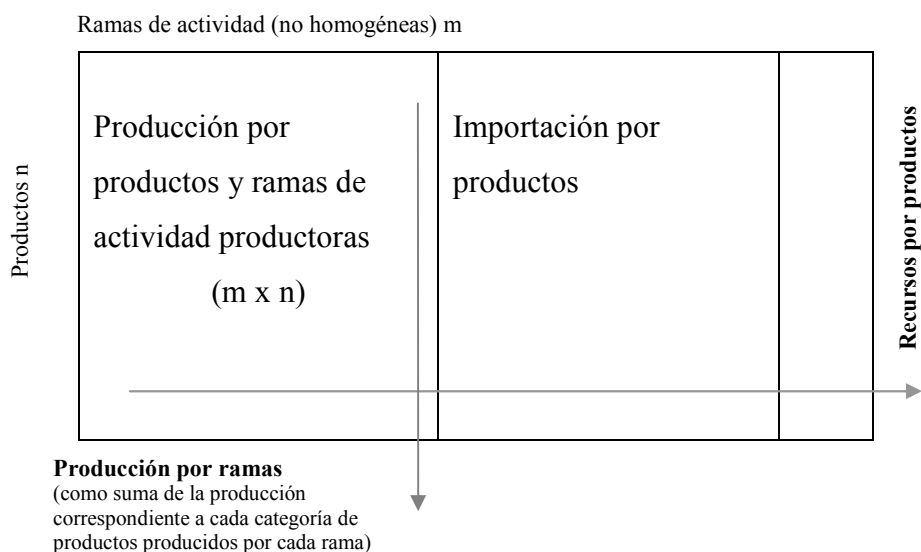 Ramas de actividad (no homogéneas) m
Productos n
Producción por
productos y ramas de
actividad productoras
(m x n)
Importación por
productos
Recursos por productos
Producción por ramas
(como suma de la producción
correspondiente a cada categoría de
productos producidos por cada rama)